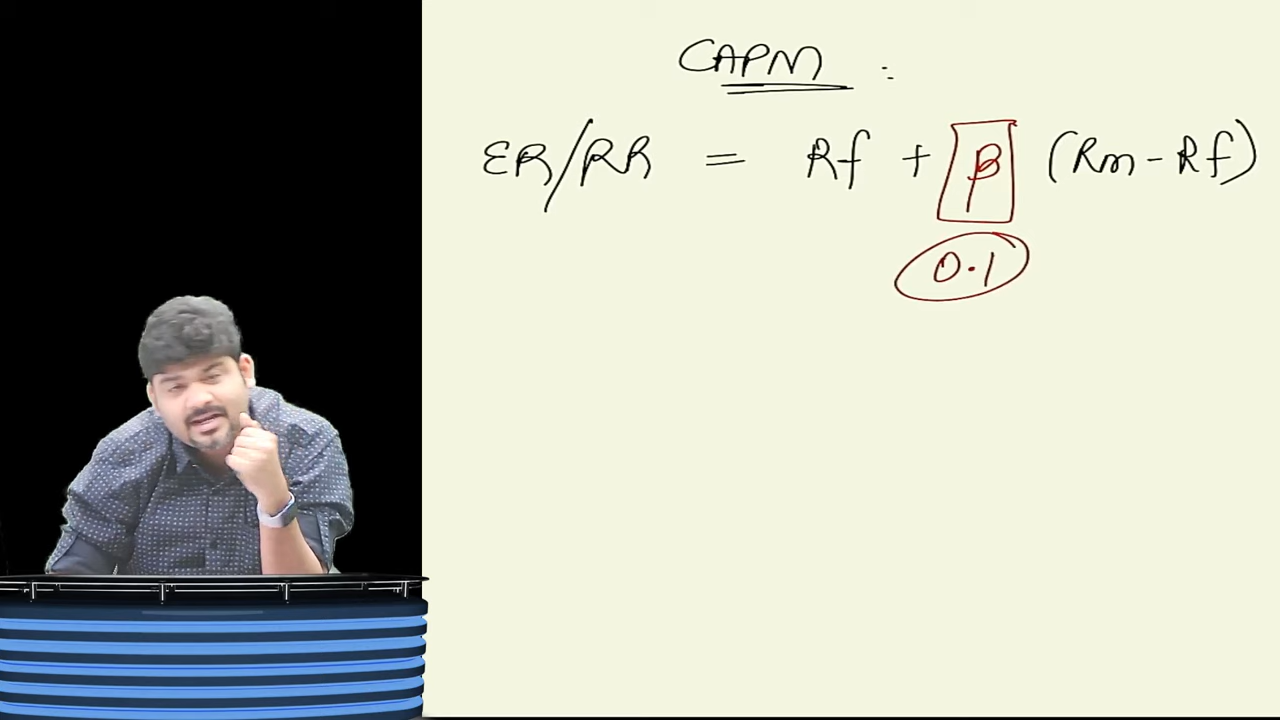 CAPM :
ER/RR = Rf + β (Rm - Rf)
0.1